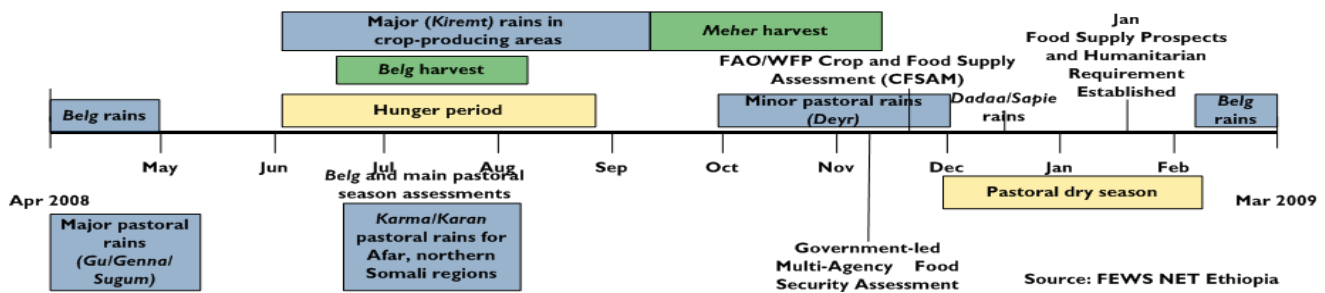 Major (Kiremt) rains in
crop-producing areas
Meher harvest
Jan
Food Supply Prospects
and Humanitarian
Requirement
Established
Belg harvest
FAO/WFP Crop and Food Supply
Assessment (CFSAM)
Belg rains
Hunger period
Minor pastoral rains
(Deyr)
Dadaa/Sapie
rains
Belg
rains
May
Jun
Jul
Aug
Sep
Oct
Nov
Dec
Jan
Feb
Apr 2008
Mar 2009
Belg and main pastoral
season assessments
Pastoral dry season
Major pastoral
rains
(Gu/Genna/
Sugum)
Karma/Karan
pastoral rains for
Afar, northern
Somali regions
Government-led
Multi-Agency Food
Security Assessment
Source: FEWS NET Ethiopia